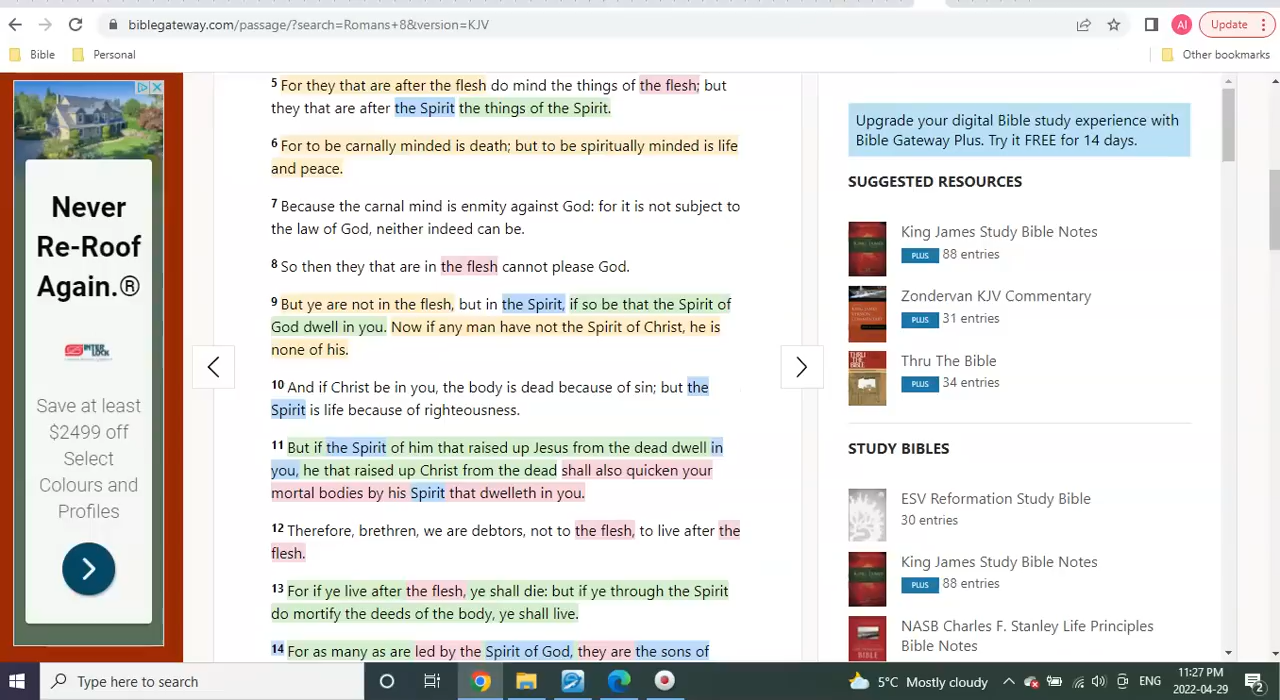 biblegateway.com/passage/?search=Romans+8&version=KJV
AI
Update
Bible
Personal
Other bookmarks
Never
Re-Roof
Again.®
INTER
LOCK
Save at least
$2499 off
Select
Colours and
Profiles
5 For they that are after the flesh do mind the things of the flesh; but
they that are after the Spirit the things of the Spirit.
6 For to be carnally minded is death; but to be spiritually minded is life
and peace.
7 Because the carnal mind is enmity against God: for it is not subject to
the law of God, neither indeed can be.
8 So then they that are in the flesh cannot please God.
9 But ye are not in the flesh, but in the Spirit, if so be that the Spirit of
God dwell in you. Now if any man have not the Spirit of Christ, he is
none of his.
10 And if Christ be in you, the body is dead because of sin; but the
Spirit is life because of righteousness.
11 But if the Spirit of him that raised up Jesus from the dead dwell in
you, he that raised up Christ from the dead shall also quicken your
mortal bodies by his Spirit that dwelleth in you.
12 Therefore, brethren, we are debtors, not to the flesh, to live after the
flesh.
13 For if ye live after the flesh, ye shall die: but if ye through the Spirit
do mortify the deeds of the body, ye shall live.
14 For as many as are led by the Spirit of God, they are the sons of
Upgrade your digital Bible study experience with
Bible Gateway Plus. Try it FREE for 14 days.
SUGGESTED RESOURCES
King James Study Bible Notes
PLUS 88 entries
Zondervan KJV Commentary
PLUS 31 entries
Thru The Bible
PLUS 34 entries
STUDY BIBLES
ESV Reformation Study Bible
30 entries
King James Study Bible Notes
PLUS 88 entries
NASB Charles F. Stanley Life Principles
Bible Notes
Type here to search
5°C Mostly cloudy
ENG
11:27 PM
2022-04-29
2